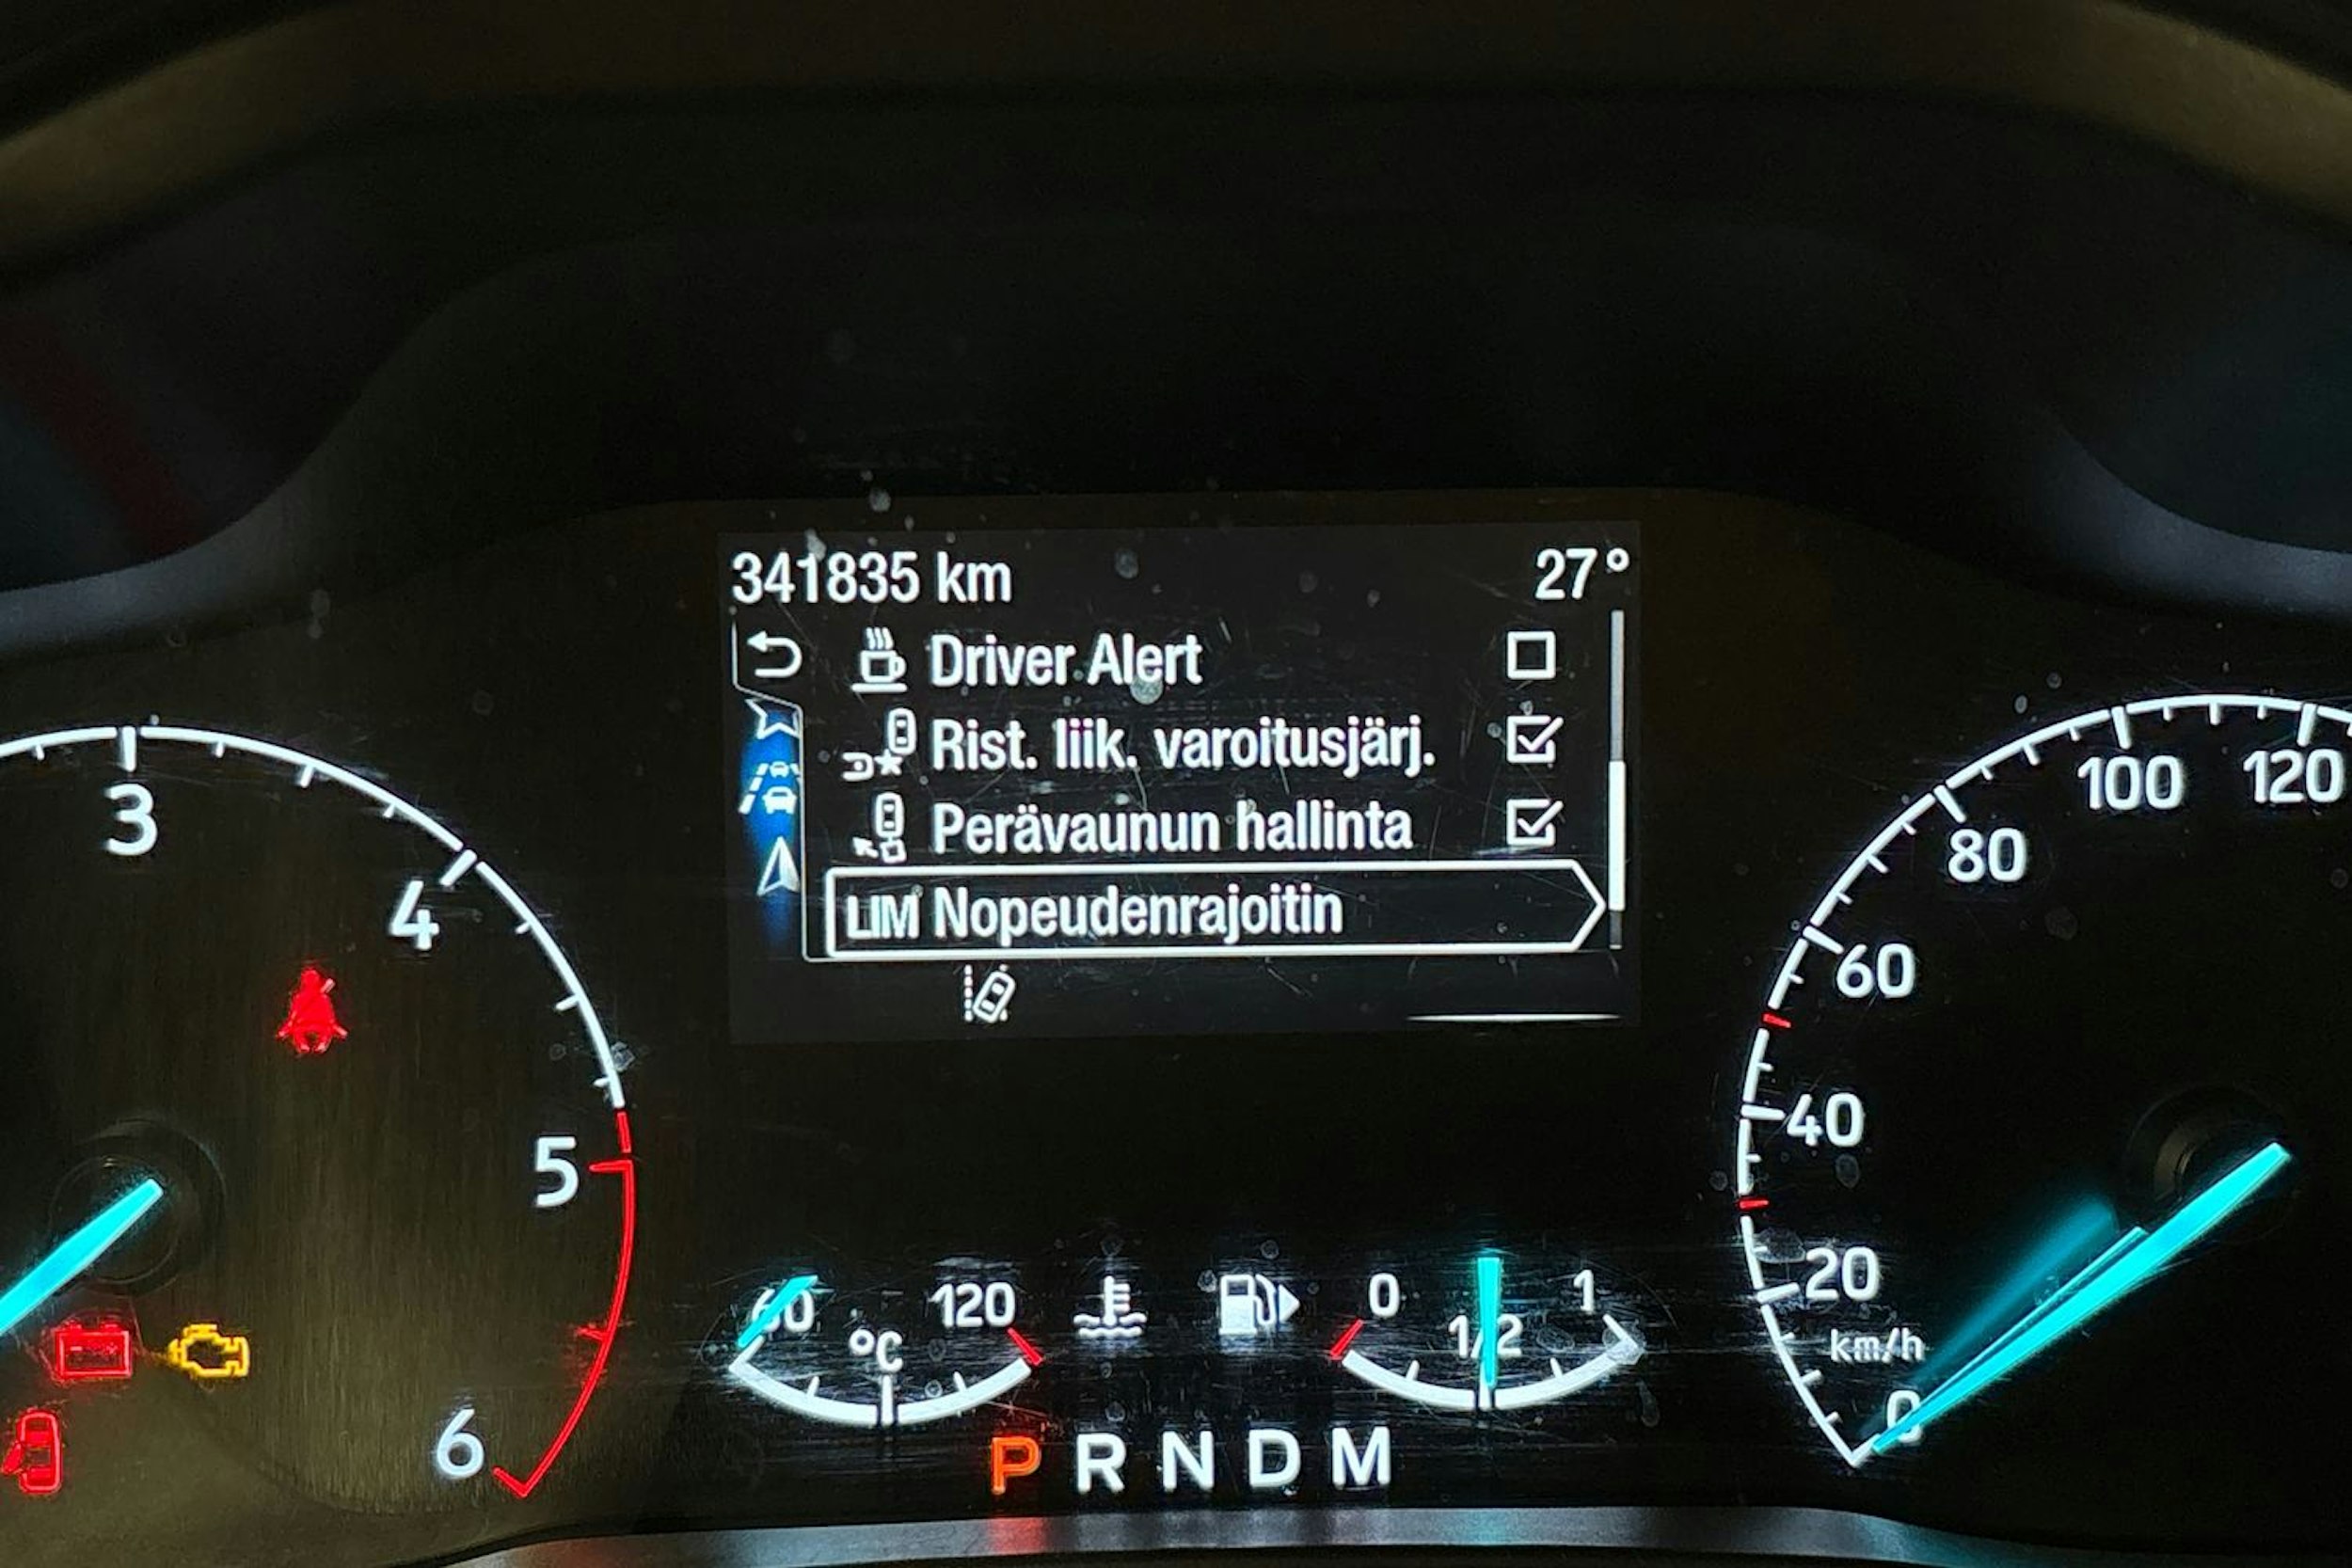 341835 km 27°
Driver Alert
Rist. liik. varoitusjärj.
Perävaunun hallinta
LIM Nopeudenrajoitin
3
4
5
6
60
120
°C
0
1/2
1
P R N D M
120
100
80
60
40
20
km/h
0